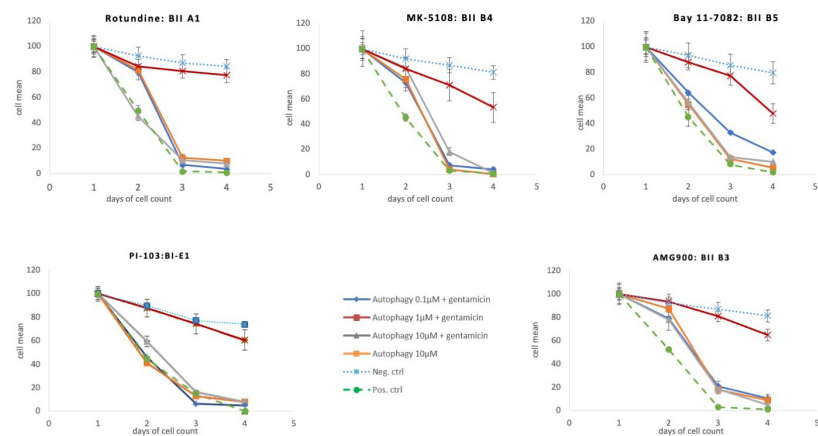 Rotundine: BII A1
120
100
80
60
40
20
0
cell mean
0 1 2 3 4 5
days of cell count
MK-5108: BII B4
120
100
80
60
40
20
0
cell mean
0 1 2 3 4 5
days of cell count
Bay 11-7082: BII B5
120
100
80
60
40
20
0
cell mean
0 1 2 3 4 5
days of cell count
PI-103:BI-E1
120
100
80
60
40
20
0
cell mean
0 1 2 3 4 5
days of cell count
Autophagy 0.1µM + gentamicin
Autophagy 1µM + gentamicin
Autophagy 10µM + gentamicin
Autophagy 10µM
Neg. ctrl
Pos. ctrl
AMG900: BII B3
120
100
80
60
40
20
0
cell mean
0 1 2 3 4 5
days of cell count